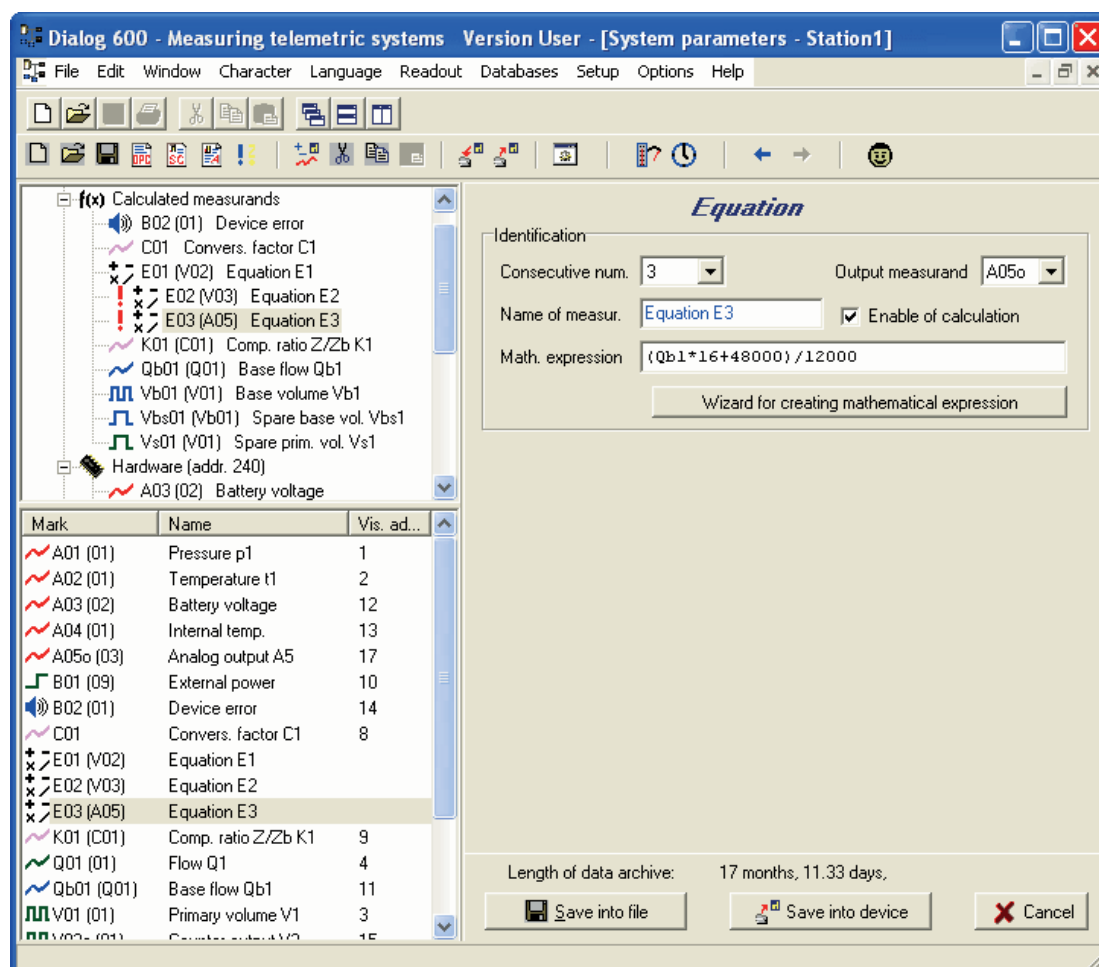 Dialog 600 - Measuring telemetric systems Version User - [System parameters - Station1]
File Edit Window Character Language Readout Databases Setup Options Help
f(x) Calculated measurands
B02 (01) Device error
C01 Convers. factor C1
E01 (V02) Equation E1
E02 (V03) Equation E2
E03 (A05) Equation E3
K01 (C01) Comp. ratio Z/Zb K1
Qb01 (Q01) Base flow Qb1
Vb01 (V01) Base volume Vb1
Vbs01 (Vb01) Spare base vol. Vbs1
Vs01 (V01) Spare prim. vol. Vs1
Hardware (addr. 240)
A03 (02) Battery voltage
Mark Name Vis. ad...
A01 (01) Pressure p1 1
A02 (01) Temperature t1 2
A03 (02) Battery voltage 12
A04 (01) Internal temp. 13
A05o (03) Analog output A5 17
B01 (09) External power 10
B02 (01) Device error 14
C01 Convers. factor C1 8
E01 (V02) Equation E1
E02 (V03) Equation E2
E03 (A05) Equation E3
K01 (C01) Comp. ratio Z/Zb K1 9
Q01 (01) Flow Q1 4
Qb01 (Q01) Base flow Qb1 11
V01 (01) Primary volume V1 3
Equation
Identification
Consecutive num. 3 Output measurand A05o
Name of measur. Equation E3 Enable of calculation
Math. expression (Qb1*16+48000)/12000
Wizard for creating mathematical expression
Length of data archive: 17 months, 11.33 days,
Save into file Save into device Cancel